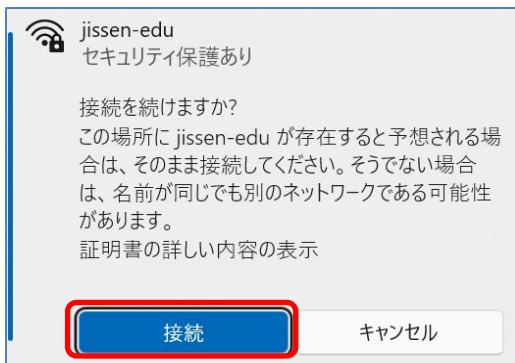 jissen-edu
セキュリティ保護あり
接続を続けますか?
この場所に jissen-edu が存在すると予想される場
合は、そのまま接続してください。そうでない場合
は、名前が同じでも別のネットワークである可能性
があります。
証明書の詳しい内容の表示
接続
キャンセル